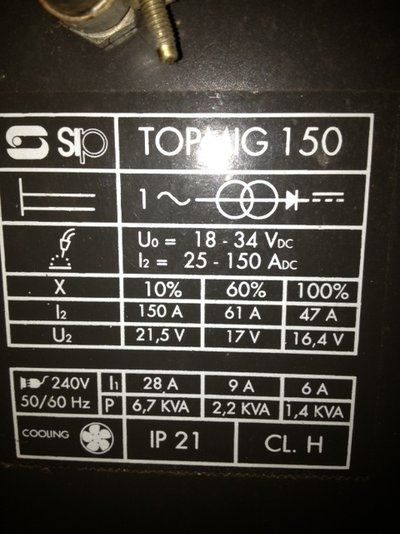 SIP TOPMIG 150
1 ~
U0 = 18 - 34 VDC
I2 = 25 - 150 ADC
X 10% 60% 100%
I2 150 A 61 A 47 A
U2 21,5 V 17 V 16,4 V
240V I1 28 A 9 A 6 A
50/60 Hz P 6,7 KVA 2,2 KVA 1,4 KVA
COOLING IP 21 CL. H